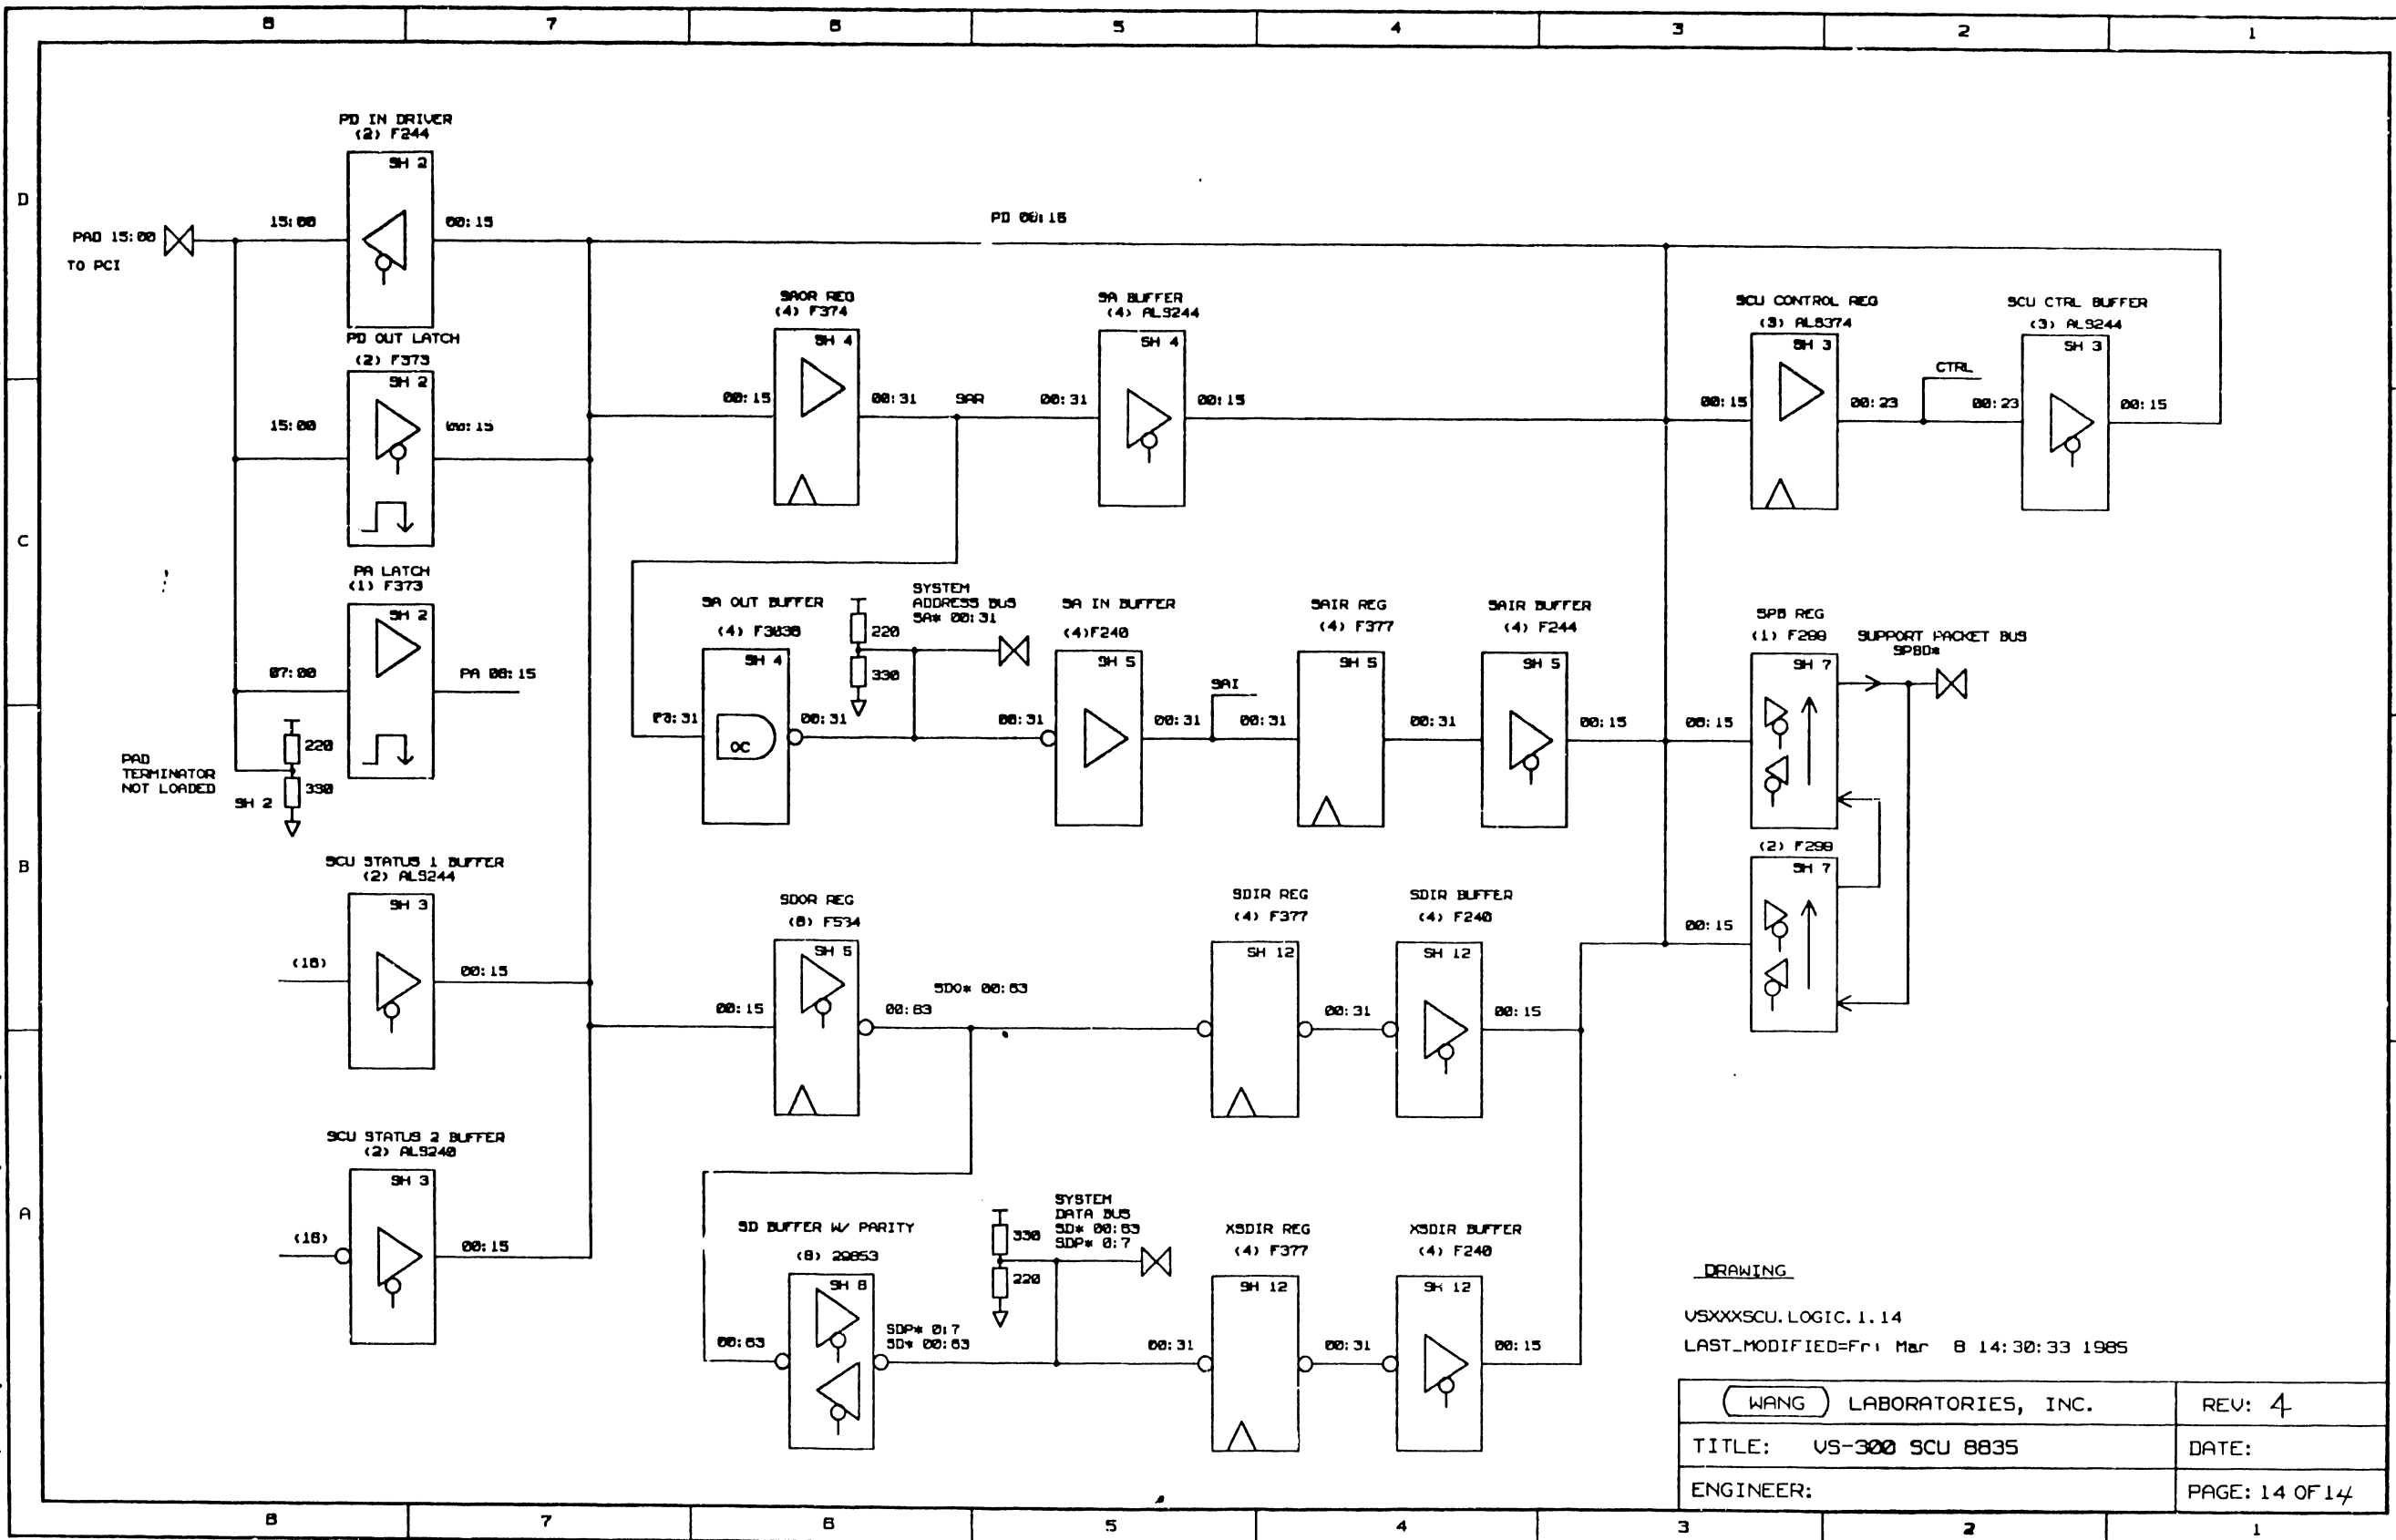 8 7 6 5 4 3 2 1
D
C
B
A
PD IN DRIVER
(2) F244
SH 2
PAD 15:00
TO PCI
15:00
00:15
PD 00:15
PD OUT LATCH
(2) F373
SH 2
15:00
00:15
PA LATCH
(1) F373
SH 2
07:00
PA 08:15
220
330
SH 2
PAD
TERMINATOR
NOT LOADED
SCU STATUS 1 BUFFER
(2) ALS244
SH 3
(16)
00:15
SCU STATUS 2 BUFFER
(2) ALS240
SH 3
(16)
00:15
SAOR REG
(4) F374
SH 4
00:15
00:31
SAR
SA BUFFER
(4) ALS244
SH 4
00:31
00:15
SCU CONTROL REG
(3) ALS374
SH 3
00:15
00:23
CTRL
SCU CTRL BUFFER
(3) ALS244
SH 3
00:23
00:15
SA OUT BUFFER
(4) F3038
SH 4
00:31
OC
00:31
220
330
SYSTEM
ADDRESS BUS
SA* 00:31
SA IN BUFFER
(4)F240
SH 5
00:31
00:31
SAI
SAIR REG
(4) F377
SH 5
00:31
00:31
SAIR BUFFER
(4) F244
SH 5
00:15
SPB REG
(1) F299
SH 7
00:15
SUPPORT PACKET BUS
SPBD*
(2) F299
SH 7
00:15
SDOR REG
(8) F534
SH 5
00:15
00:63
SDO* 00:63
SDIR REG
(4) F377
SH 12
00:31
SDIR BUFFER
(4) F240
SH 12
00:15
SD BUFFER W/ PARITY
(8) 29853
SH 8
00:63
SDP* 0:7
SD* 00:63
330
220
SYSTEM
DATA BUS
SD* 00:63
SDP* 0:7
XSDIR REG
(4) F377
SH 12
00:31
00:31
XSDIR BUFFER
(4) F240
SH 12
00:15
DRAWING
VSXXXSCU.LOGIC.1.14
LAST_MODIFIED=Fri Mar 8 14:30:33 1985
WANG LABORATORIES, INC.
REV: 4
TITLE: VS-300 SCU 8835
DATE:
ENGINEER:
PAGE: 14 OF 14
8 7 6 5 4 3 2 1